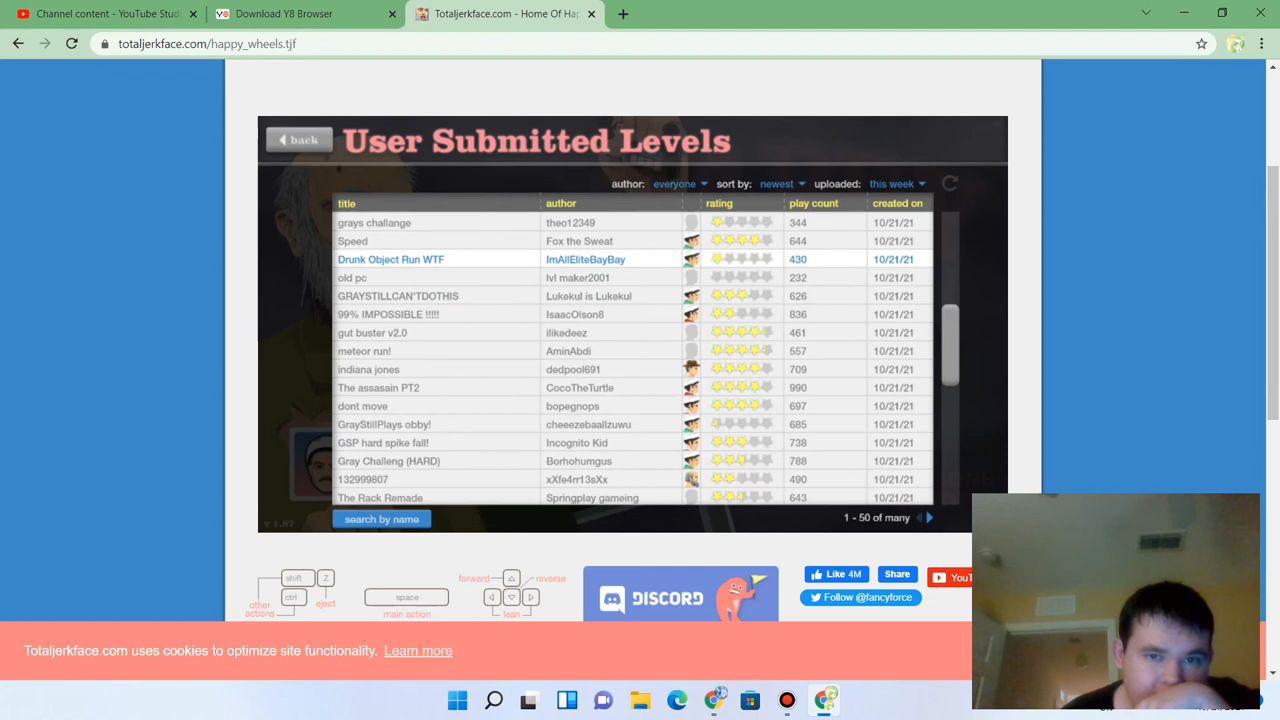 Channel content - YouTube Studi
Download Y8 Browser
Totaljerkface.com - Home Of Hap
totaljerkface.com/happy_wheels.tjf
back
User Submitted Levels
author: everyone sort by: newest uploaded: this week
title author rating play count created on
grays challange theo12349 344 10/21/21
Speed Fox the Sweat 644 10/21/21
Drunk Object Run WTF ImAllEliteBayBay 430 10/21/21
old pc lvl maker2001 232 10/21/21
GRAYSTILLCAN'TDOTHIS Lukekul is Lukekul 626 10/21/21
99% IMPOSSIBLE !!!!! IsaacOison8 836 10/21/21
gut buster v2.0 ilikedeez 461 10/21/21
meteor run! AminAbdi 557 10/21/21
indiana jones dedpool691 709 10/21/21
The assasain PT2 CocoTheTurtle 990 10/21/21
dont move bopegnops 697 10/21/21
GrayStillPlays obby! cheeezebaallzuwu 685 10/21/21
GSP hard spike fall! Incognito Kid 738 10/21/21
Gray Challeng (HARD) Borhohumgus 788 10/21/21
132999807 xXfe4rr13sXx 490 10/21/21
The Rack Remade Springplay gameing 643 10/21/21
search by name
1 - 50 of many
v 1.87
shift Z
ctrl
other actions
eject
space
main action
forward
reverse
lean
DISCORD
Like 4M Share
YouT
Follow @fancyforce
Totaljerkface.com uses cookies to optimize site functionality. Learn more